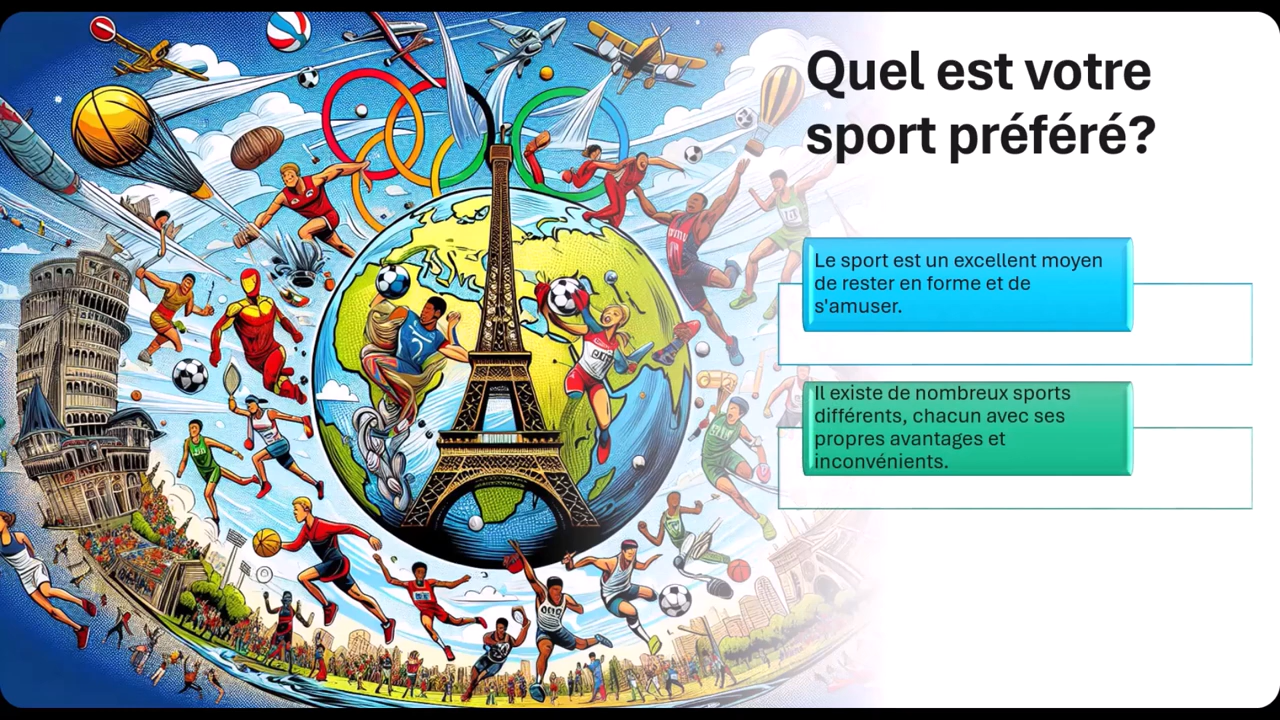 Quel est votre
sport préféré?
Le sport est un excellent moyen
de rester en forme et de
s'amuser.
Il existe de nombreux sports
différents, chacun avec ses
propres avantages et
inconvénients.